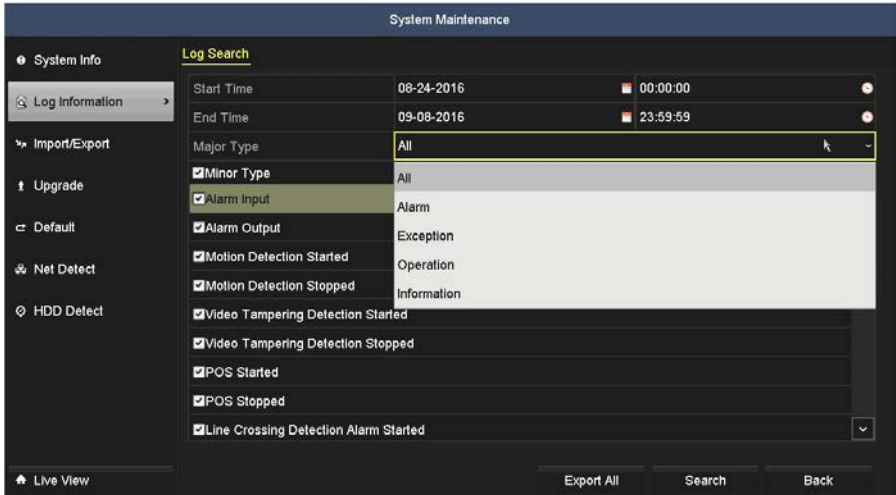 System Maintenance
System Info
Log Information
Import/Export
Upgrade
Default
Net Detect
HDD Detect
Live View
Log Search
Start Time 08-24-2016 00:00:00
End Time 09-08-2016 23:59:59
Major Type All
Minor Type
Alarm Input
Alarm Output
Motion Detection Started
Motion Detection Stopped
Video Tampering Detection Started
Video Tampering Detection Stopped
POS Started
POS Stopped
Line Crossing Detection Alarm Started
All
Alarm
Exception
Operation
Information
Export All Search Back